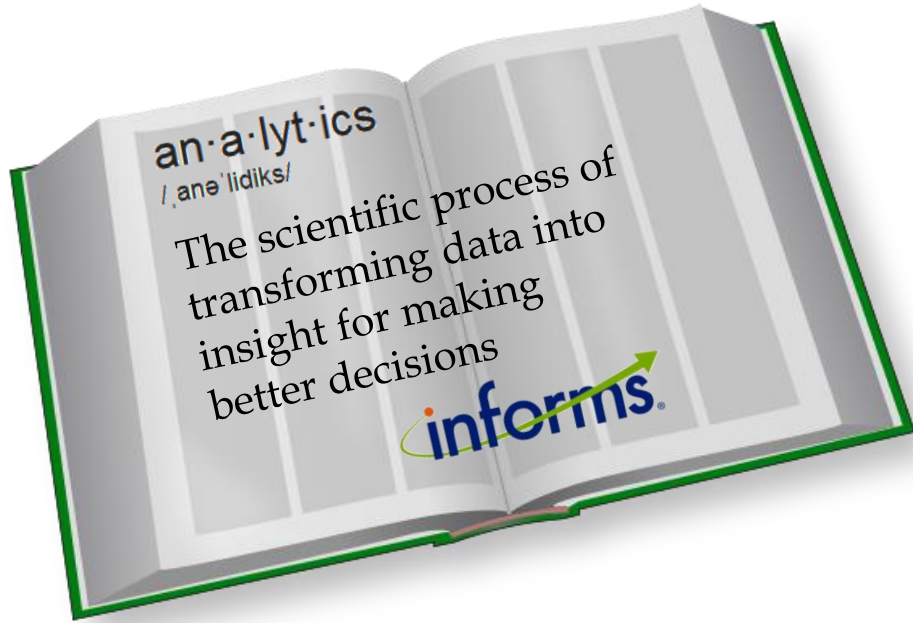 an·a·lyt·ics
/ˌanəˈlidiks/
The scientific process of
transforming data into
insight for making
better decisions
informs®